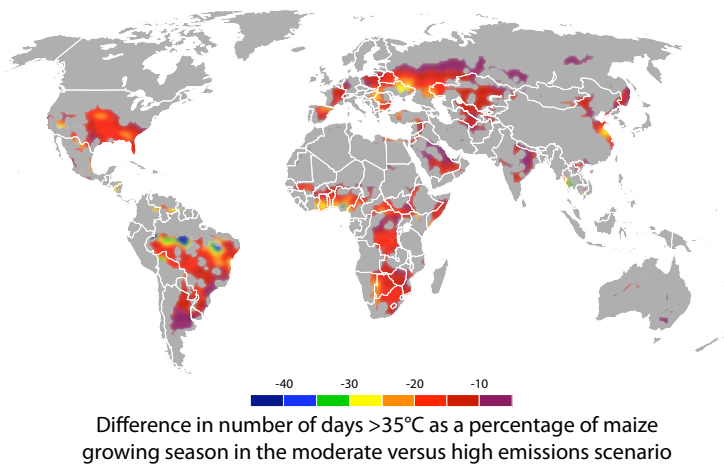 -40 -30 -20 -10
Difference in number of days >35°C as a percentage of maize
growing season in the moderate versus high emissions scenario